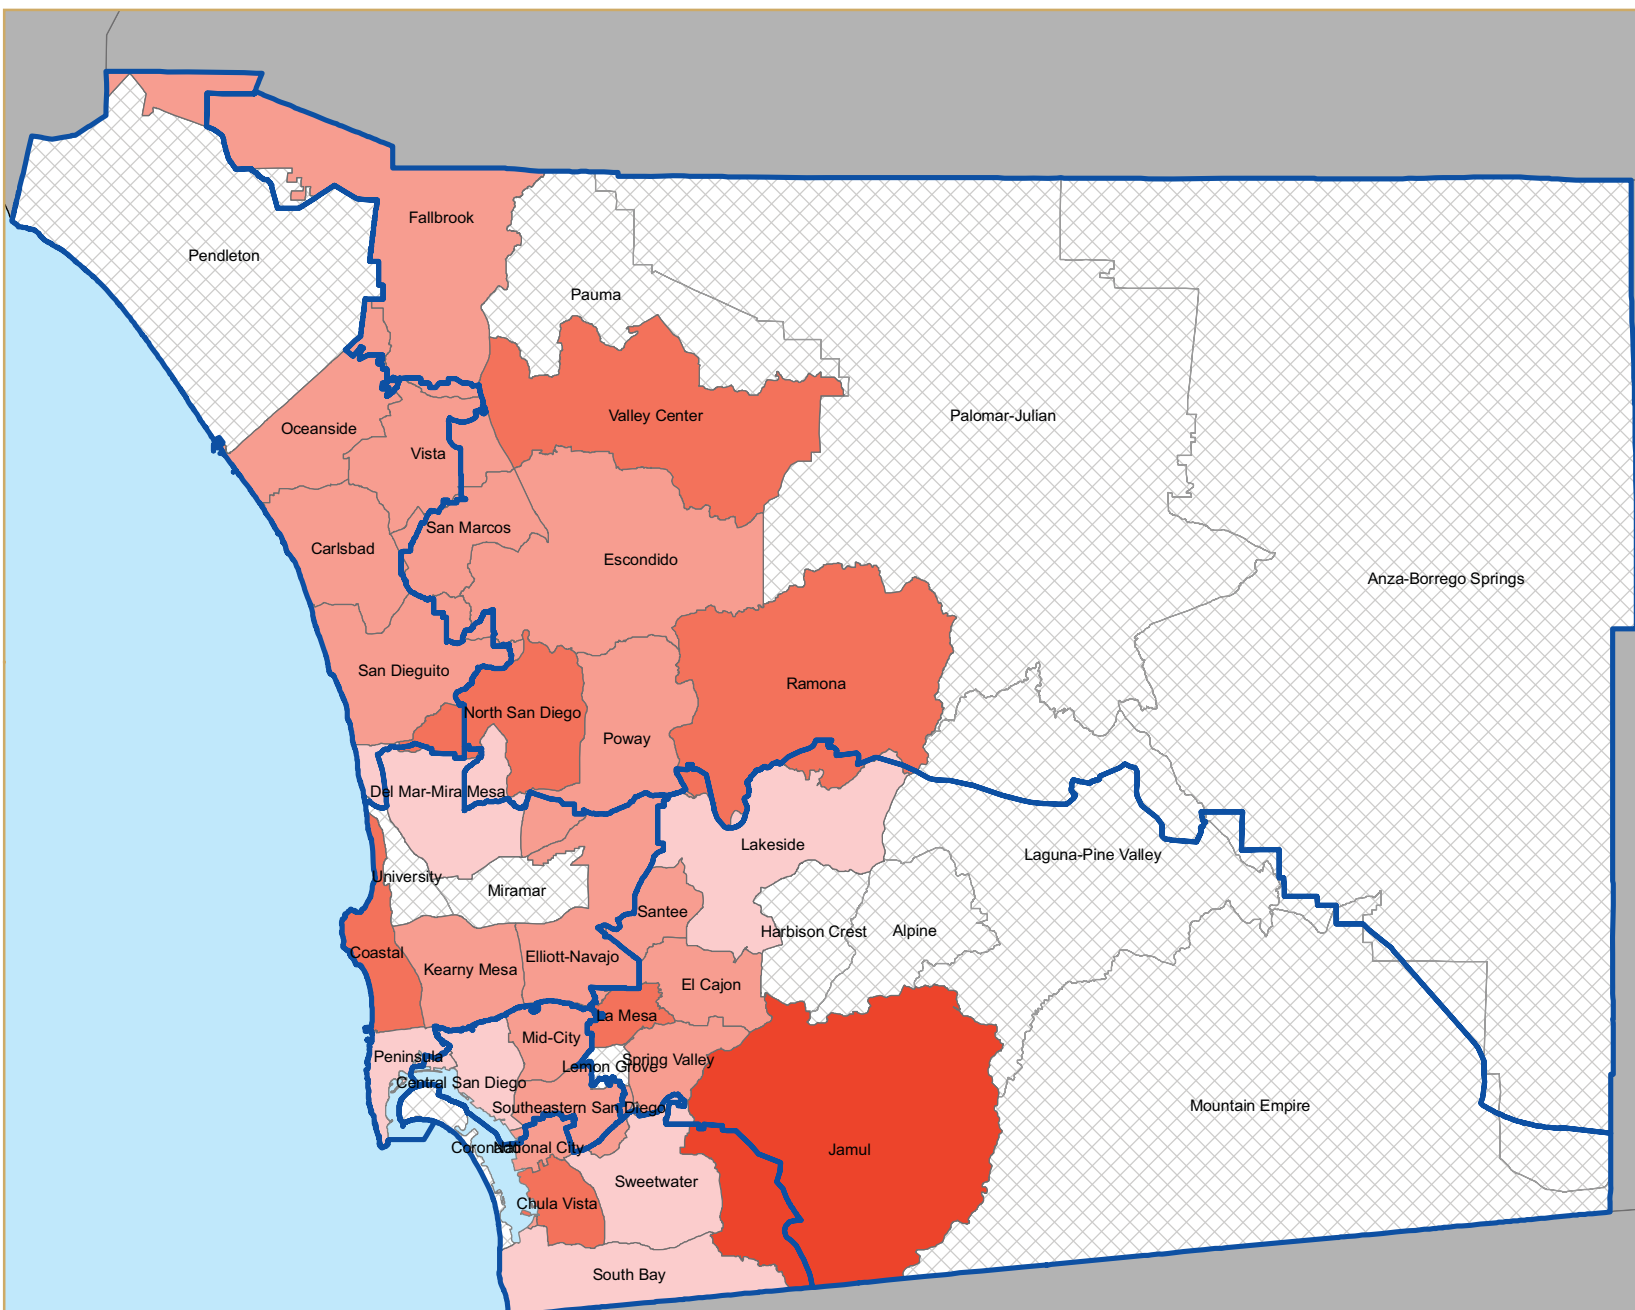 Fallbrook
Pendleton
Pauma
Valley Center
Palomar-Julian
Oceanside
Vista
San Marcos
Carlsbad
Escondido
Anza-Borrego Springs
San Dieguito
Ramona
North San Diego
Poway
Del Mar-Mira Mesa
Lakeside
Laguna-Pine Valley
University
Miramar
Santee
Harbison Crest
Alpine
Coastal
Elliott-Navajo
Kearny Mesa
El Cajon
La Mesa
Mid-City
Peninsula
Lemon Grove
Spring Valley
Central San Diego
Southeastern San Diego
Mountain Empire
Coronado
National City
Jamul
Sweetwater
Chula Vista
South Bay